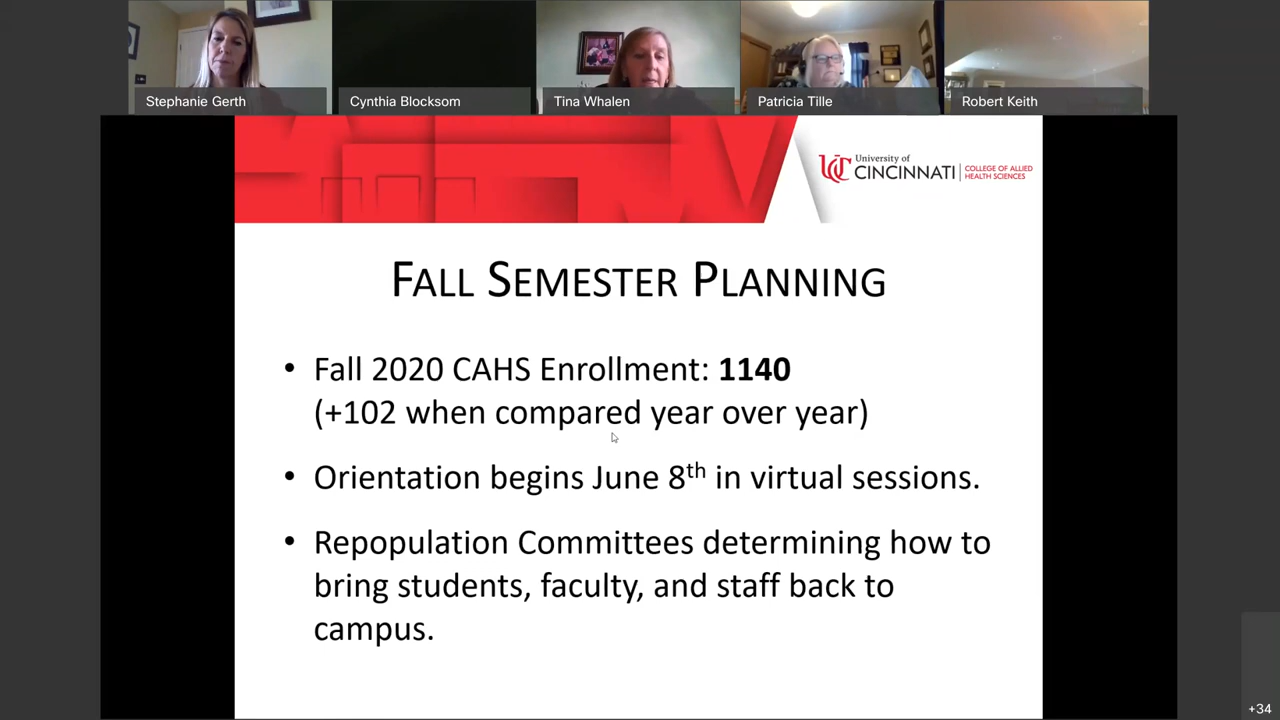 Stephanie Gerth
Cynthia Blocksom
Tina Whalen
Patricia Tille
Robert Keith
University of
CINCINNATI
COLLEGE OF ALLIED
HEALTH SCIENCES
FALL SEMESTER PLANNING
• Fall 2020 CAHS Enrollment: 1140
(+102 when compared year over year)
• Orientation begins June 8th in virtual sessions.
• Repopulation Committees determining how to
bring students, faculty, and staff back to
campus.
+34